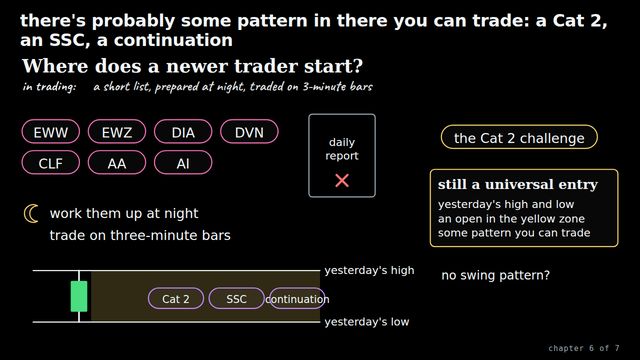 there's probably some pattern in there you can trade: a Cat 2,
an SSC, a continuation
Where does a newer trader start?
in trading: a short list, prepared at night, traded on 3-minute bars
EWW EWZ DIA DVN
CLF AA AI
daily
report
the Cat 2 challenge
still a universal entry
yesterday's high and low
an open in the yellow zone
some pattern you can trade
work them up at night
trade on three-minute bars
yesterday's high
no swing pattern?
Cat 2 SSC continuation
yesterday's low
chapter 6 of 7